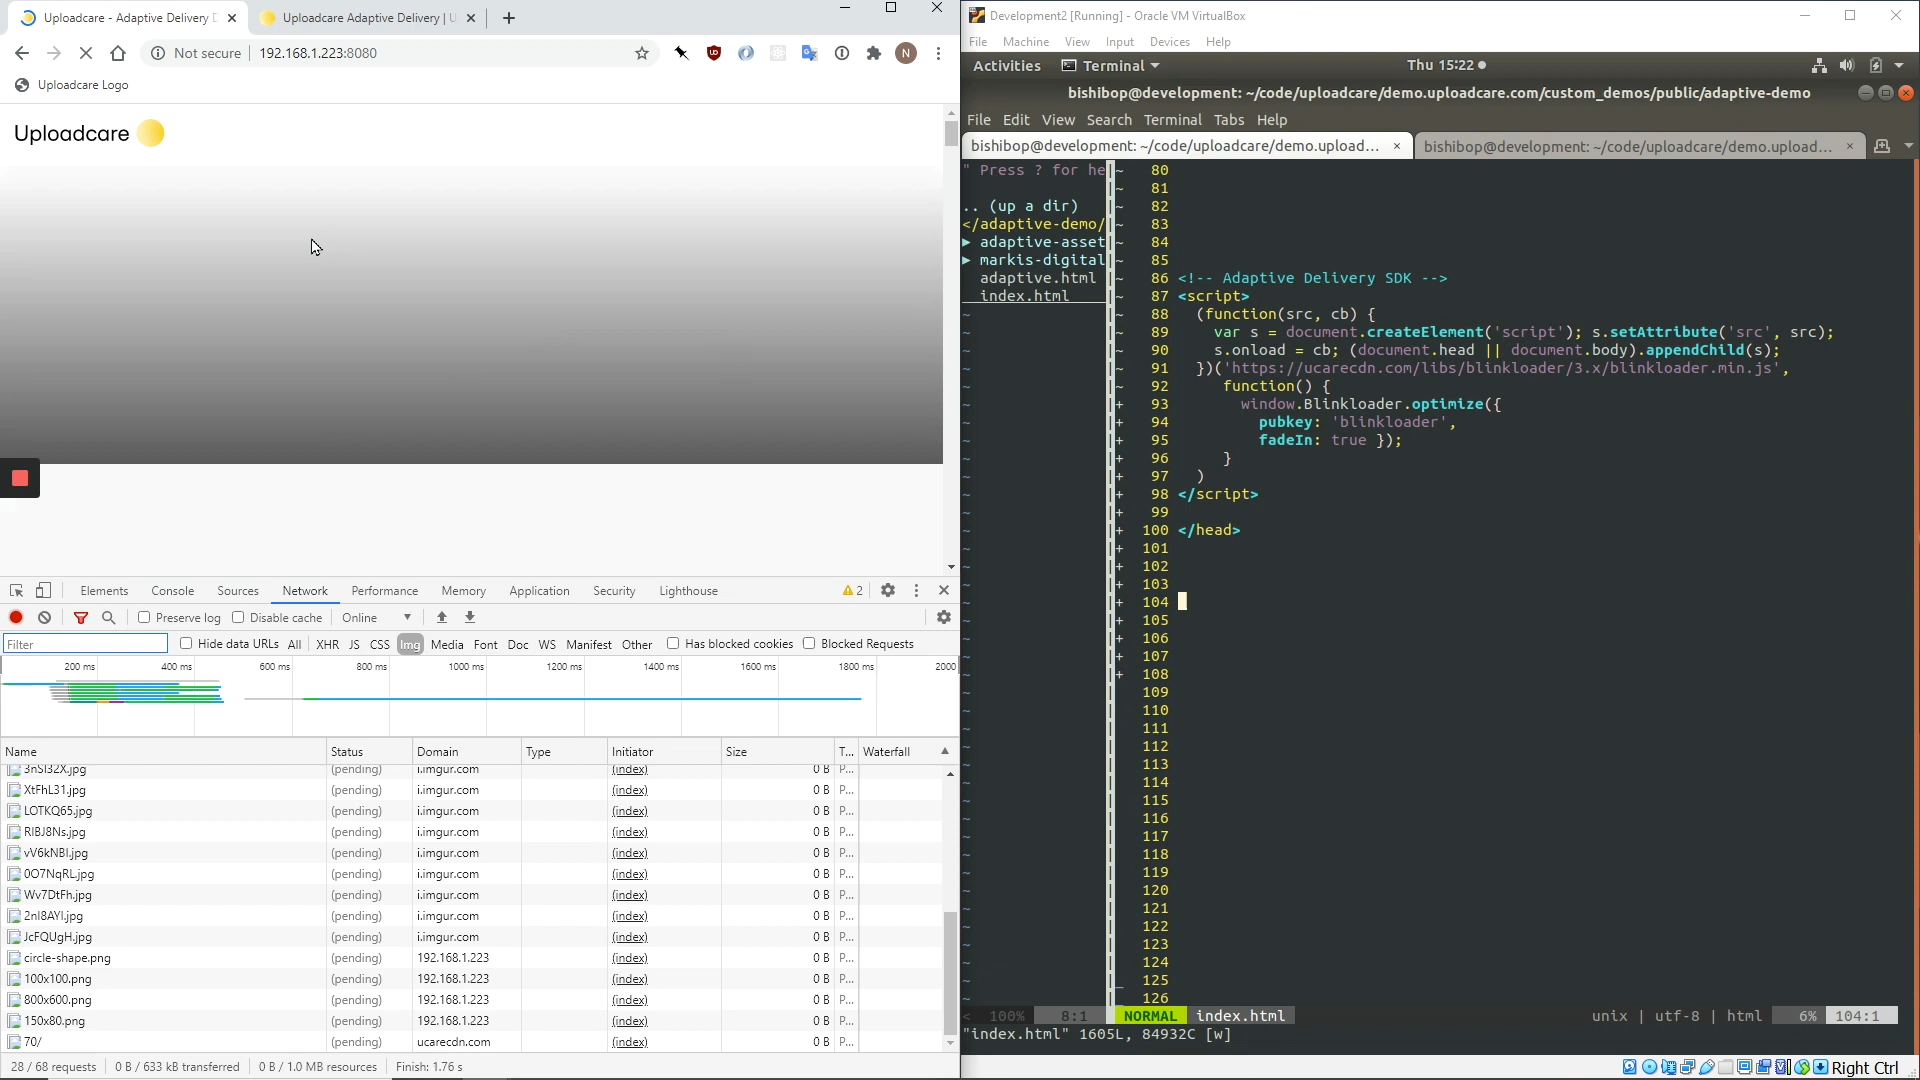 Uploadcare - Adaptive Delivery D
Uploadcare Adaptive Delivery | U
Not secure
192.168.1.223:8080
N
Uploadcare Logo
Uploadcare
Elements Console Sources Network Performance Memory Application Security Lighthouse
2
Preserve log Disable cache Online
Filter Hide data URLs All XHR JS CSS Img Media Font Doc WS Manifest Other Has blocked cookies Blocked Requests
200 ms 400 ms 600 ms 800 ms 1000 ms 1200 ms 1400 ms 1600 ms 1800 ms 2000
Name Status Domain Type Initiator Size T... Waterfall
3nSI32X.jpg (pending) i.imgur.com (index) 0 B P...
XtFhL31.jpg (pending) i.imgur.com (index) 0 B P...
LOTKQ65.jpg (pending) i.imgur.com (index) 0 B P...
RIBJ8Ns.jpg (pending) i.imgur.com (index) 0 B P...
vV6kNBI.jpg (pending) i.imgur.com (index) 0 B P...
0O7NqRL.jpg (pending) i.imgur.com (index) 0 B P...
Wv7DtFh.jpg (pending) i.imgur.com (index) 0 B P...
2nI8AYI.jpg (pending) i.imgur.com (index) 0 B P...
JcFQUgH.jpg (pending) i.imgur.com (index) 0 B P...
circle-shape.png (pending) 192.168.1.223 (index) 0 B P...
100x100.png (pending) 192.168.1.223 (index) 0 B P...
800x600.png (pending) 192.168.1.223 (index) 0 B P...
150x80.png (pending) 192.168.1.223 (index) 0 B P...
70/ (pending) ucarecdn.com (index) 0 B P...
28 / 68 requests 0 B / 633 kB transferred 0 B / 1.0 MB resources Finish: 1.76 s
Development2 [Running] - Oracle VM VirtualBox
File Machine View Input Devices Help
Activities Terminal Thu 15:22
bishibop@development: ~/code/uploadcare/demo.uploadcare.com/custom_demos/public/adaptive-demo
File Edit View Search Terminal Tabs Help
bishibop@development: ~/code/uploadcare/demo.upload...
bishibop@development: ~/code/uploadcare/demo.upload...
" Press ? for he
.. (up a dir)
</adaptive-demo/
▶ adaptive-asset
▶ markis-digital
adaptive.html
index.html
~ 80
~ 81
~ 82
~ 83
~ 84
~ 85
~ 86 <!-- Adaptive Delivery SDK -->
~ 87 <script>
~ 88 (function(src, cb) {
~ 89 var s = document.createElement('script'); s.setAttribute('src', src);
~ 90 s.onload = cb; (document.head || document.body).appendChild(s);
~ 91 })('https://ucarecdn.com/libs/blinkloader/3.x/blinkloader.min.js',
~ 92 function() {
+ 93 window.Blinkloader.optimize({
+ 94 pubkey: 'blinkloader',
+ 95 fadeIn: true });
+ 96 }
+ 97 )
+ 98 </script>
+ 99
+ 100 </head>
+ 101
+ 102
+ 103
+ 104
+ 105
+ 106
+ 107
+ 108
109
110
111
112
113
114
115
116
117
118
119
120
121
122
123
124
125
_ 126
< 100% 8:1 NORMAL index.html unix | utf-8 | html 6% 104:1
"index.html" 1605L, 84932C [w]
Right Ctrl